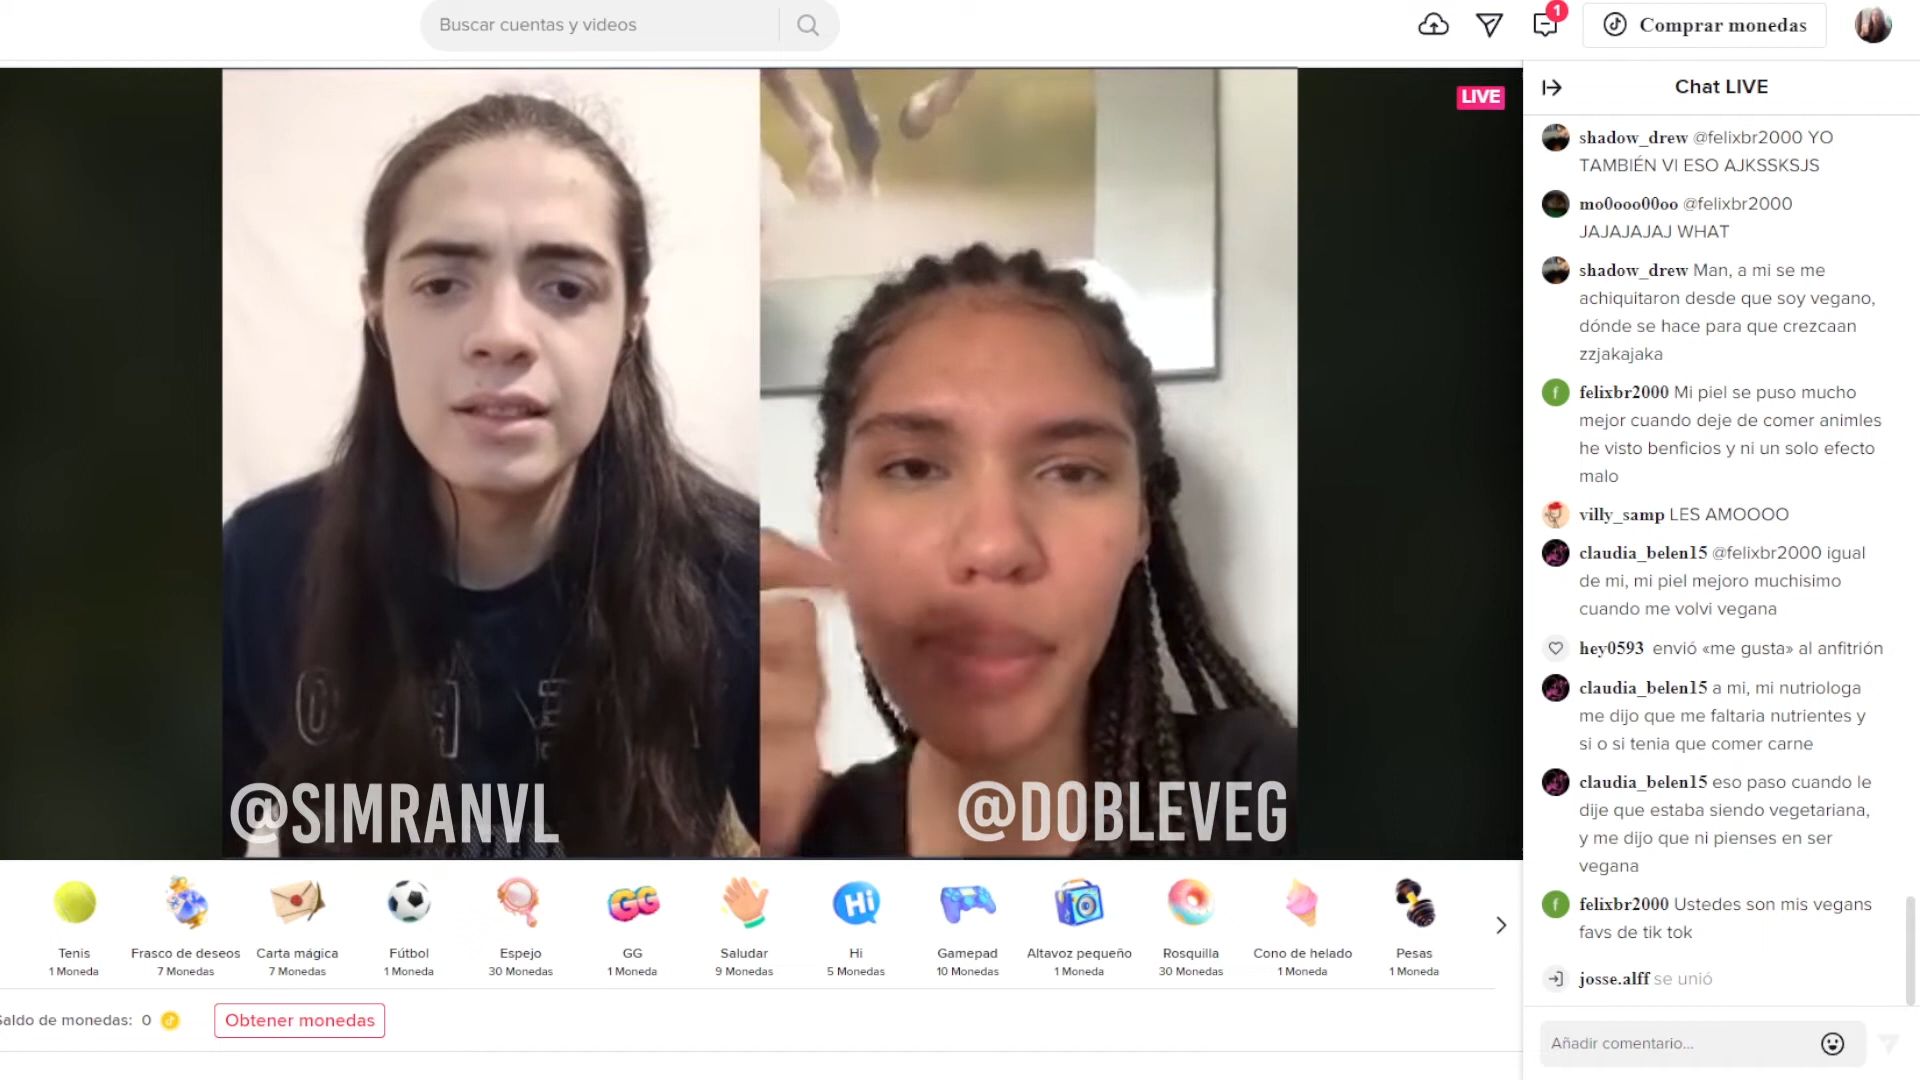 Buscar cuentas y videos
1
Comprar monedas
LIVE
@SIMRANVL
@DOBLEVEG
Tenis
1 Moneda
Frasco de deseos
7 Monedas
Carta mágica
7 Monedas
Fútbol
1 Moneda
Espejo
30 Monedas
GG
GG
1 Moneda
Saludar
9 Monedas
Hi
Hi
5 Monedas
Gamepad
10 Monedas
Altavoz pequeño
1 Moneda
Rosquilla
30 Monedas
Cono de helado
1 Moneda
Pesas
1 Moneda
Saldo de monedas: 0
Obtener monedas
Chat LIVE
shadow_drew @felixbr2000 YO
TAMBIÉN VI ESO AJKSSKSJS
mo0ooo00oo @felixbr2000
JAJAJAJAJ WHAT
shadow_drew Man, a mi se me
achiquitaron desde que soy vegano,
dónde se hace para que crezcaan
zzjakajaka
f
felixbr2000 Mi piel se puso mucho
mejor cuando deje de comer animles
he visto benficios y ni un solo efecto
malo
villy_samp LES AMOOOO
claudia_belen15 @felixbr2000 igual
de mi, mi piel mejoro muchisimo
cuando me volvi vegana
hey0593 envió «me gusta» al anfitrión
claudia_belen15 a mi, mi nutriologa
me dijo que me faltaria nutrientes y
si o si tenia que comer carne
claudia_belen15 eso paso cuando le
dije que estaba siendo vegetariana,
y me dijo que ni pienses en ser
vegana
f
felixbr2000 Ustedes son mis vegans
favs de tik tok
josse.alff se unió
Añadir comentario...